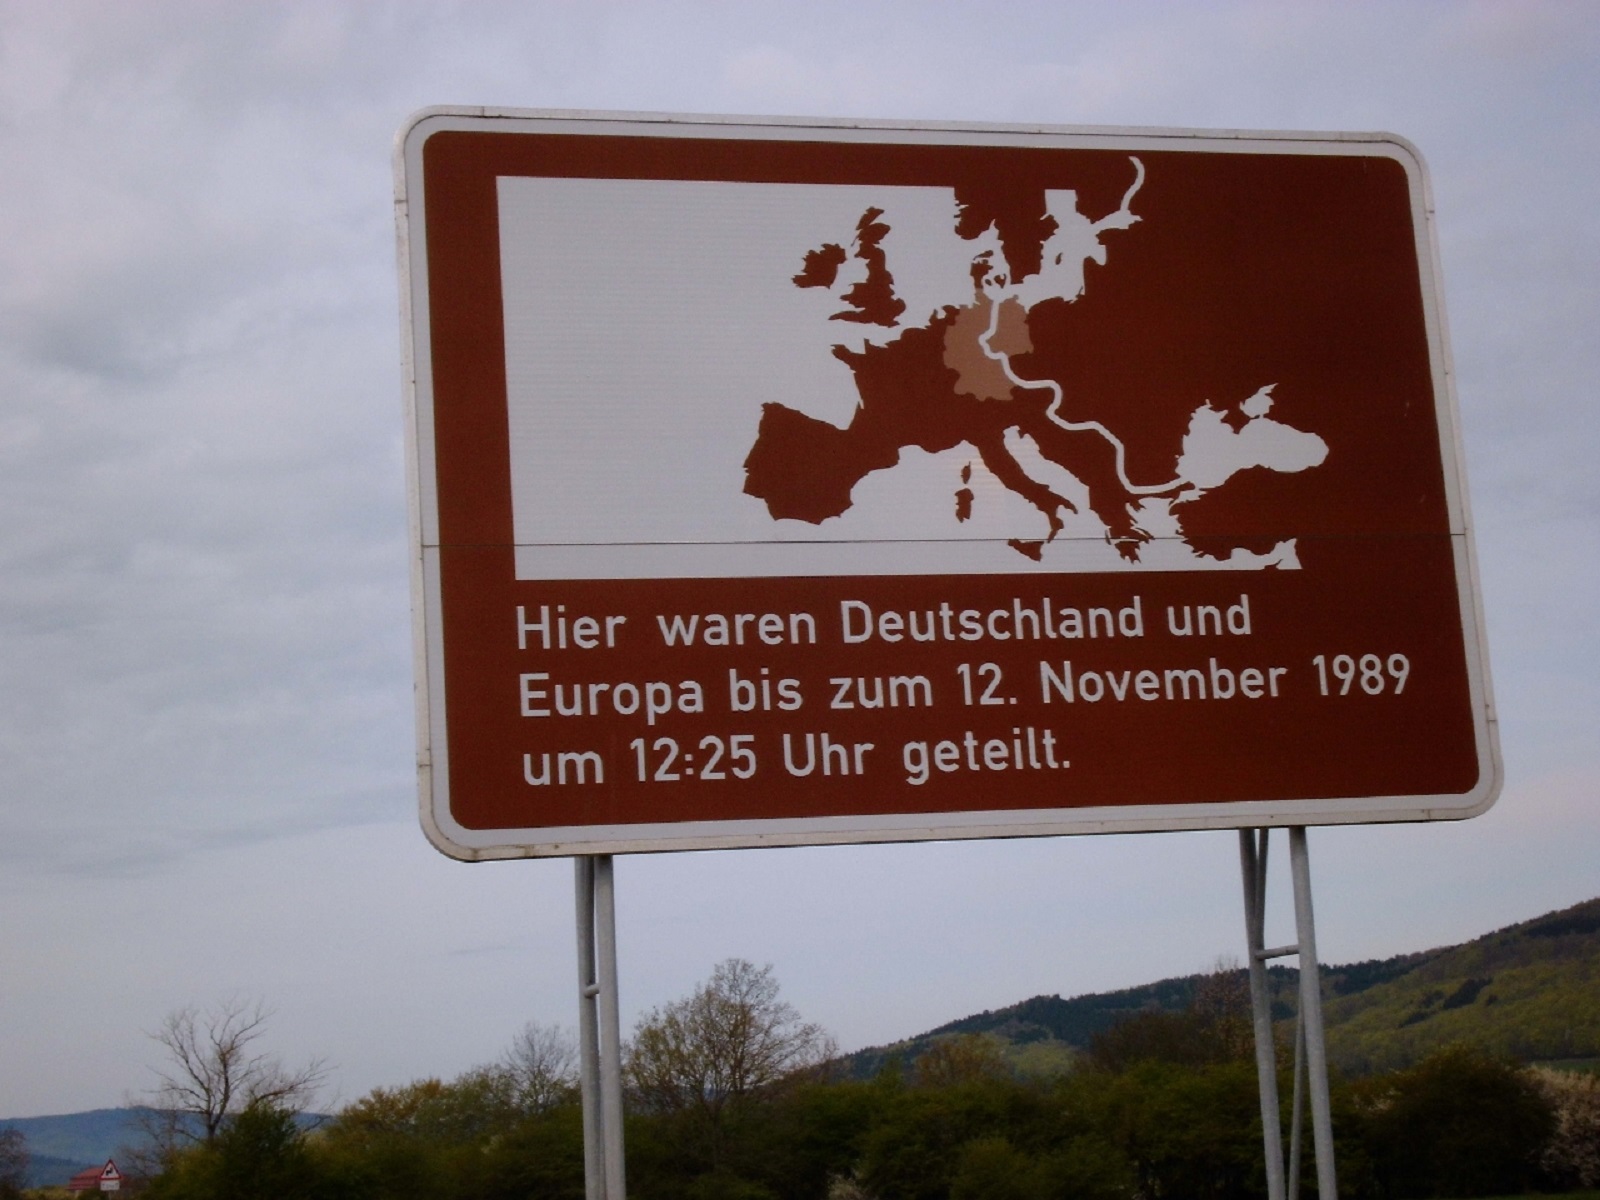 Hier waren Deutschland und
Europa bis zum 12. November 1989
um 12:25 Uhr geteilt.